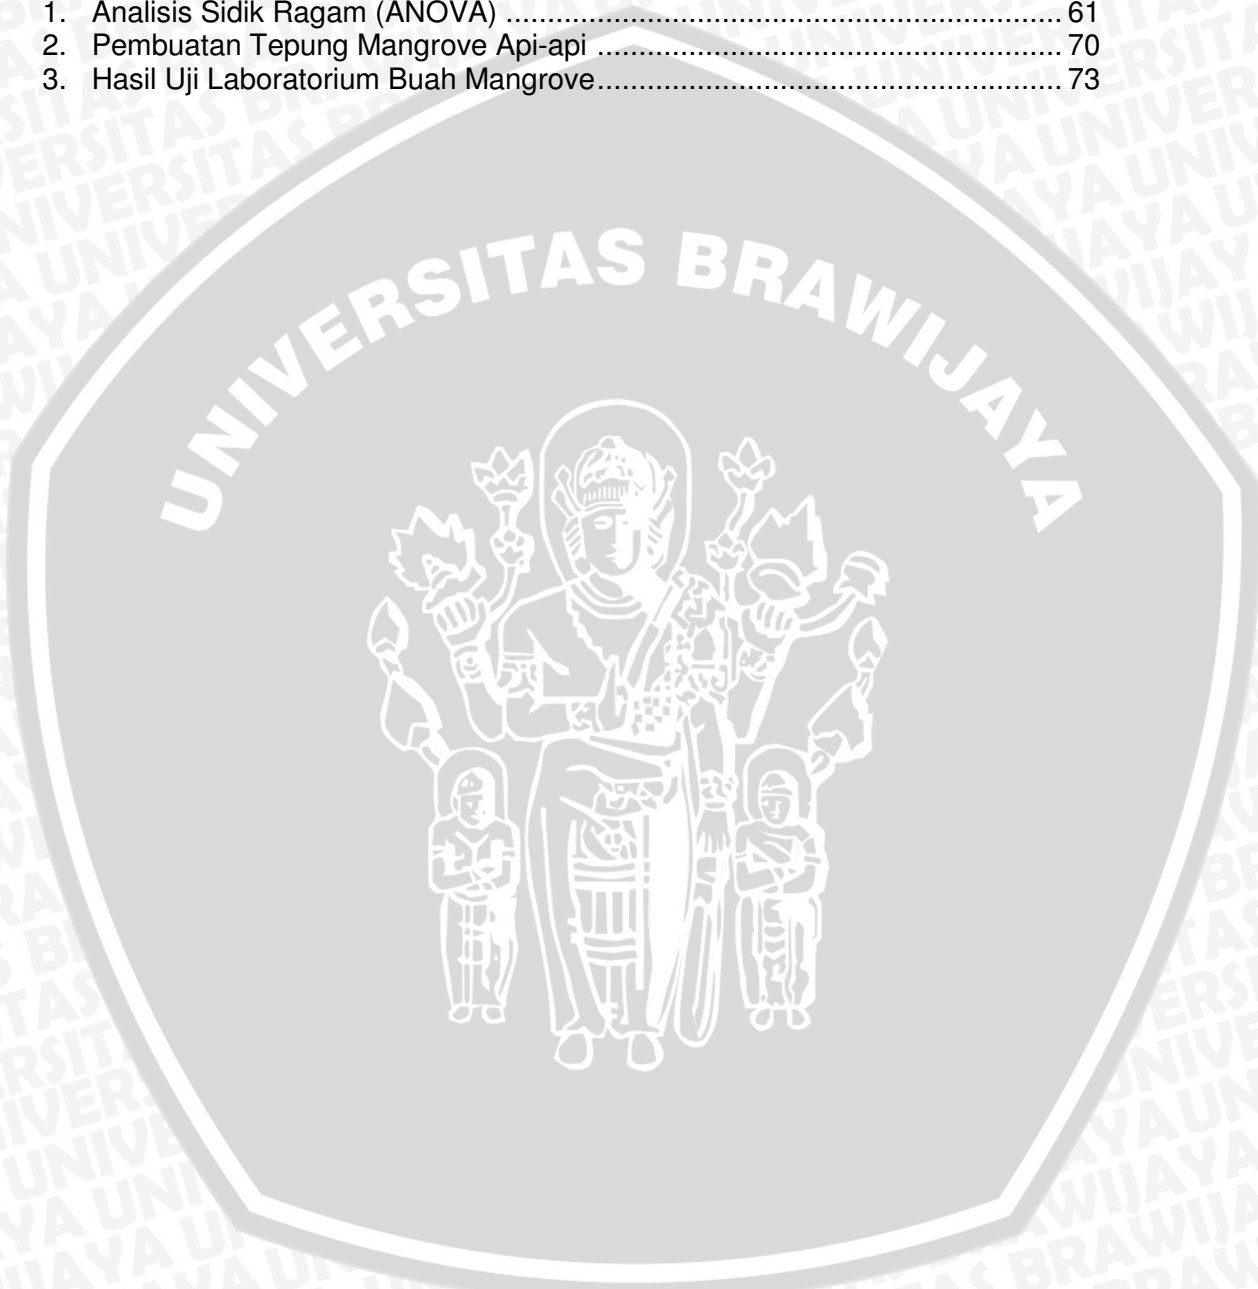 1. Analisis Sidik Ragam (ANOVA) .................................................................. 61
2. Pembuatan Tepung Mangrove Api-api ....................................................... 70
3. Hasil Uji Laboratorium Buah Mangrove....................................................... 73
UNIVERSITAS BRAWIJAYA